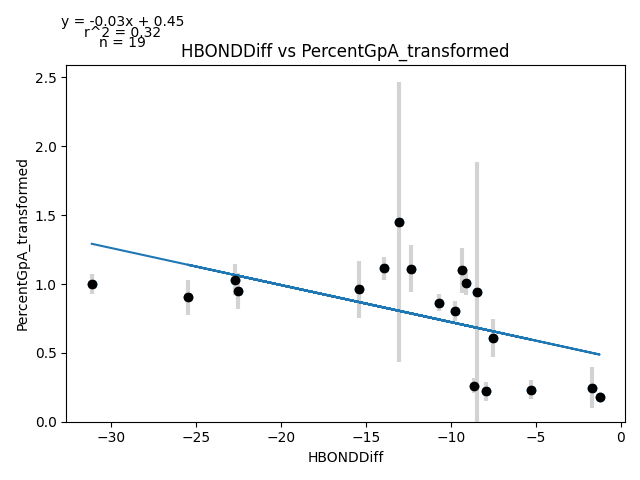 y = -0.03x + 0.45
r^2 = 0.32
n = 19
HBONDDiff vs PercentGpA_transformed
2.5
2.0
1.5
1.0
0.5
0.0
PercentGpA_transformed
−30
−25
−20
−15
−10
−5
0
HBONDDiff